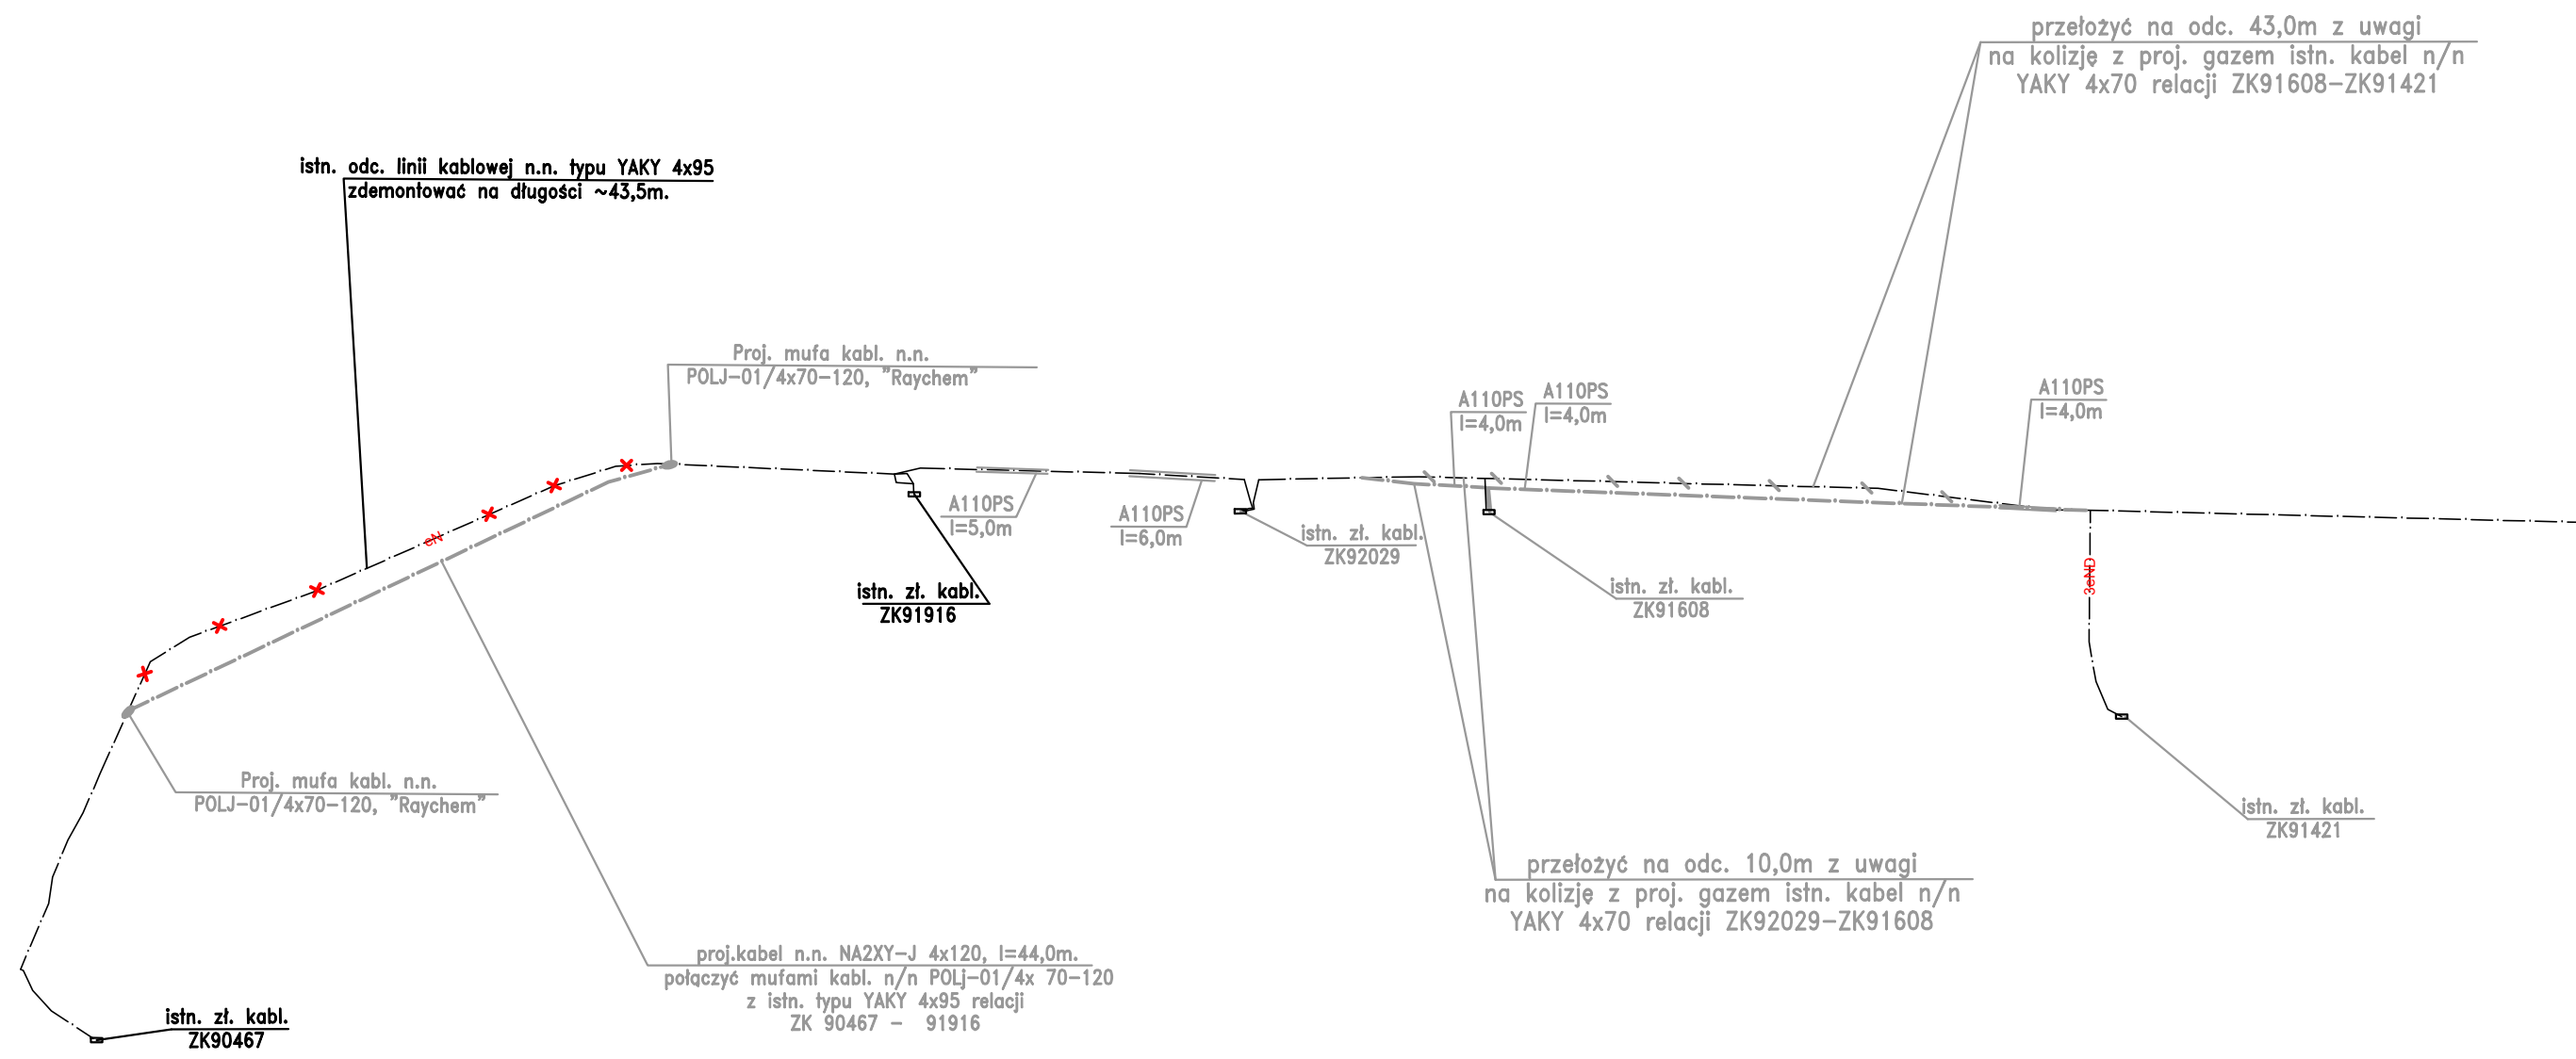 przełożyć na odc. 43,0m z uwagi
na kolizję z proj. gazem istn. kabel n/n
YAKY 4x70 relacji ZK91608-ZK91421
istn. odc. linii kablowej n.n. typu YAKY 4x95
zdemontować na długości ~43,5m.
Proj. mufa kabl. n.n.
POLJ-01/4x70-120, "Raychem"
A110PS
l=4,0m
A110PS
l=4,0m
A110PS
l=4,0m
A110PS
l=5,0m
A110PS
l=6,0m
eN
istn. zł. kabl.
ZK92029
3eND
istn. zł. kabl.
ZK91916
istn. zł. kabl.
ZK91608
Proj. mufa kabl. n.n.
POLJ-01/4x70-120, "Raychem"
istn. zł. kabl.
ZK91421
przełożyć na odc. 10,0m z uwagi
na kolizję z proj. gazem istn. kabel n/n
YAKY 4x70 relacji ZK92029-ZK91608
proj.kabel n.n. NA2XY-J 4x120, l=44,0m.
połączyć mufami kabl. n/n POLj-01/4x 70-120
z istn. typu YAKY 4x95 relacji
ZK 90467 - 91916
istn. zł. kabl.
ZK90467